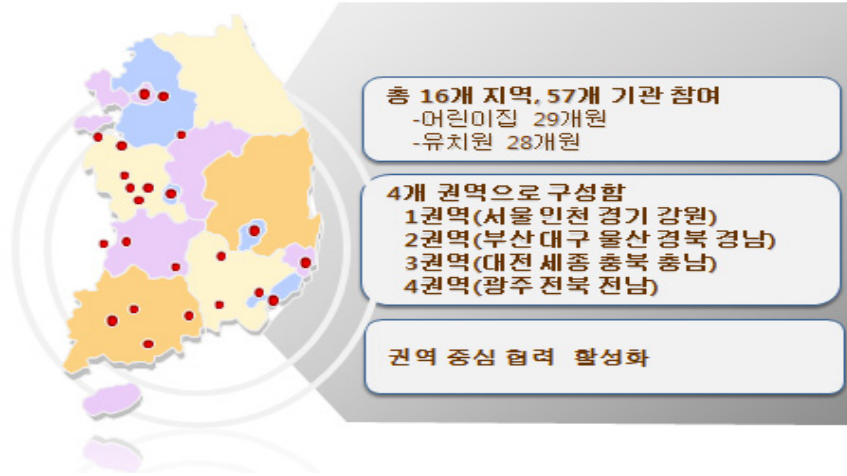 총 16개 지역, 57개 기관 참여
-어린이집 29개원
-유치원 28개원
4개 권역으로 구성함
1권역(서울 인천 경기 강원)
2권역(부산 대구 울산 경북 경남)
3권역(대전 세종 충북 충남)
4권역(광주 전북 전남)
권역 중심 협력 활성화